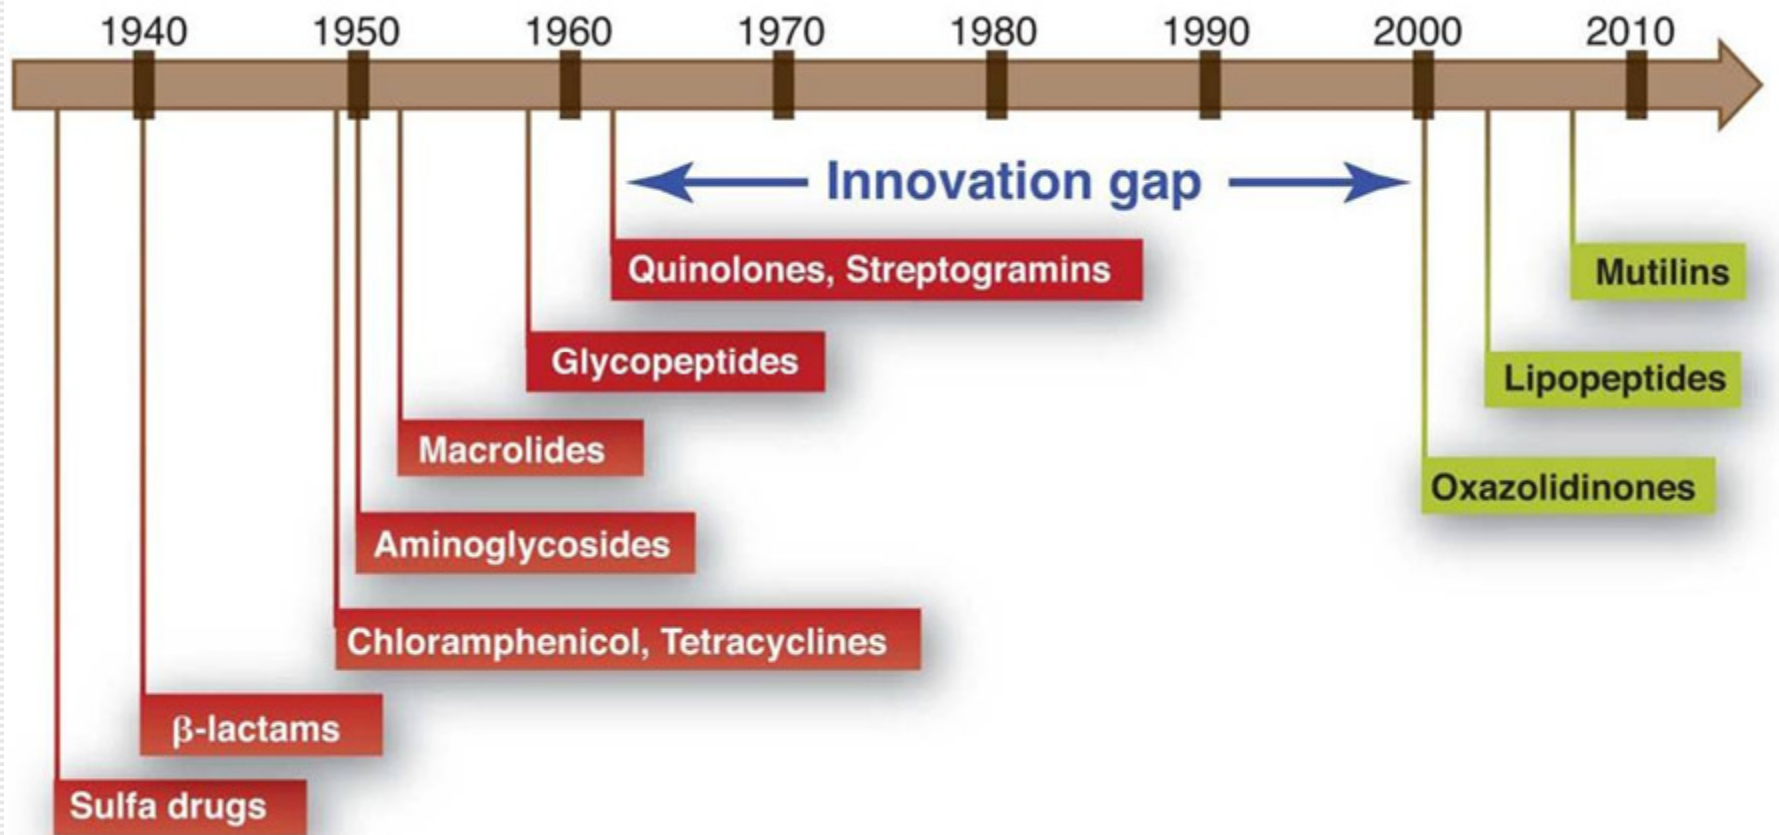 1940 1950 1960 1970 1980 1990 2000 2010
Innovation gap
Quinolones, Streptogramins
Mutilins
Glycopeptides
Lipopeptides
Macrolides
Oxazolidinones
Aminoglycosides
Chloramphenicol, Tetracyclines
β-lactams
Sulfa drugs